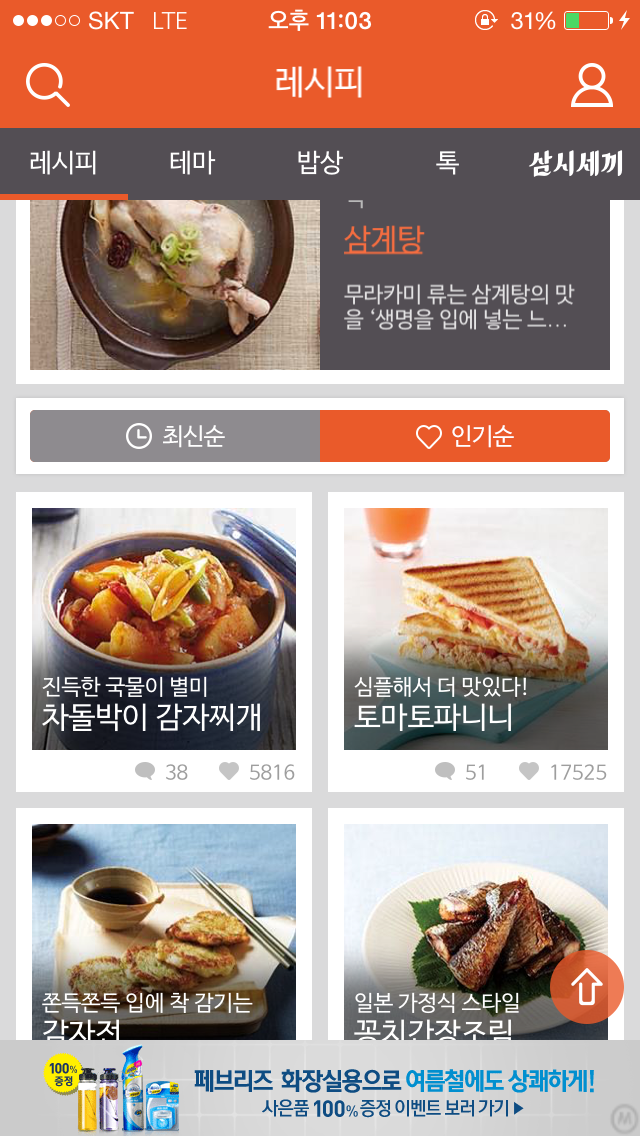 SKT LTE 오후 11:03 31%
레시피
레시피 테마 밥상 톡 삼시세끼
삼계탕
무라카미 류는 삼계탕의 맛
을 ‘생명을 입에 넣는 느…
최신순 인기순
진득한 국물이 별미
차돌박이 감자찌개
38 5816
심플해서 더 맛있다!
토마토파니니
51 17525
쫀득쫀득 입에 착 감기는
감자전
일본 가정식 스타일
꽁치간장조림
100%
증정
페브리즈 화장실용으로 여름철에도 상쾌하게!
사은품 100% 증정 이벤트 보러 가기▶
M